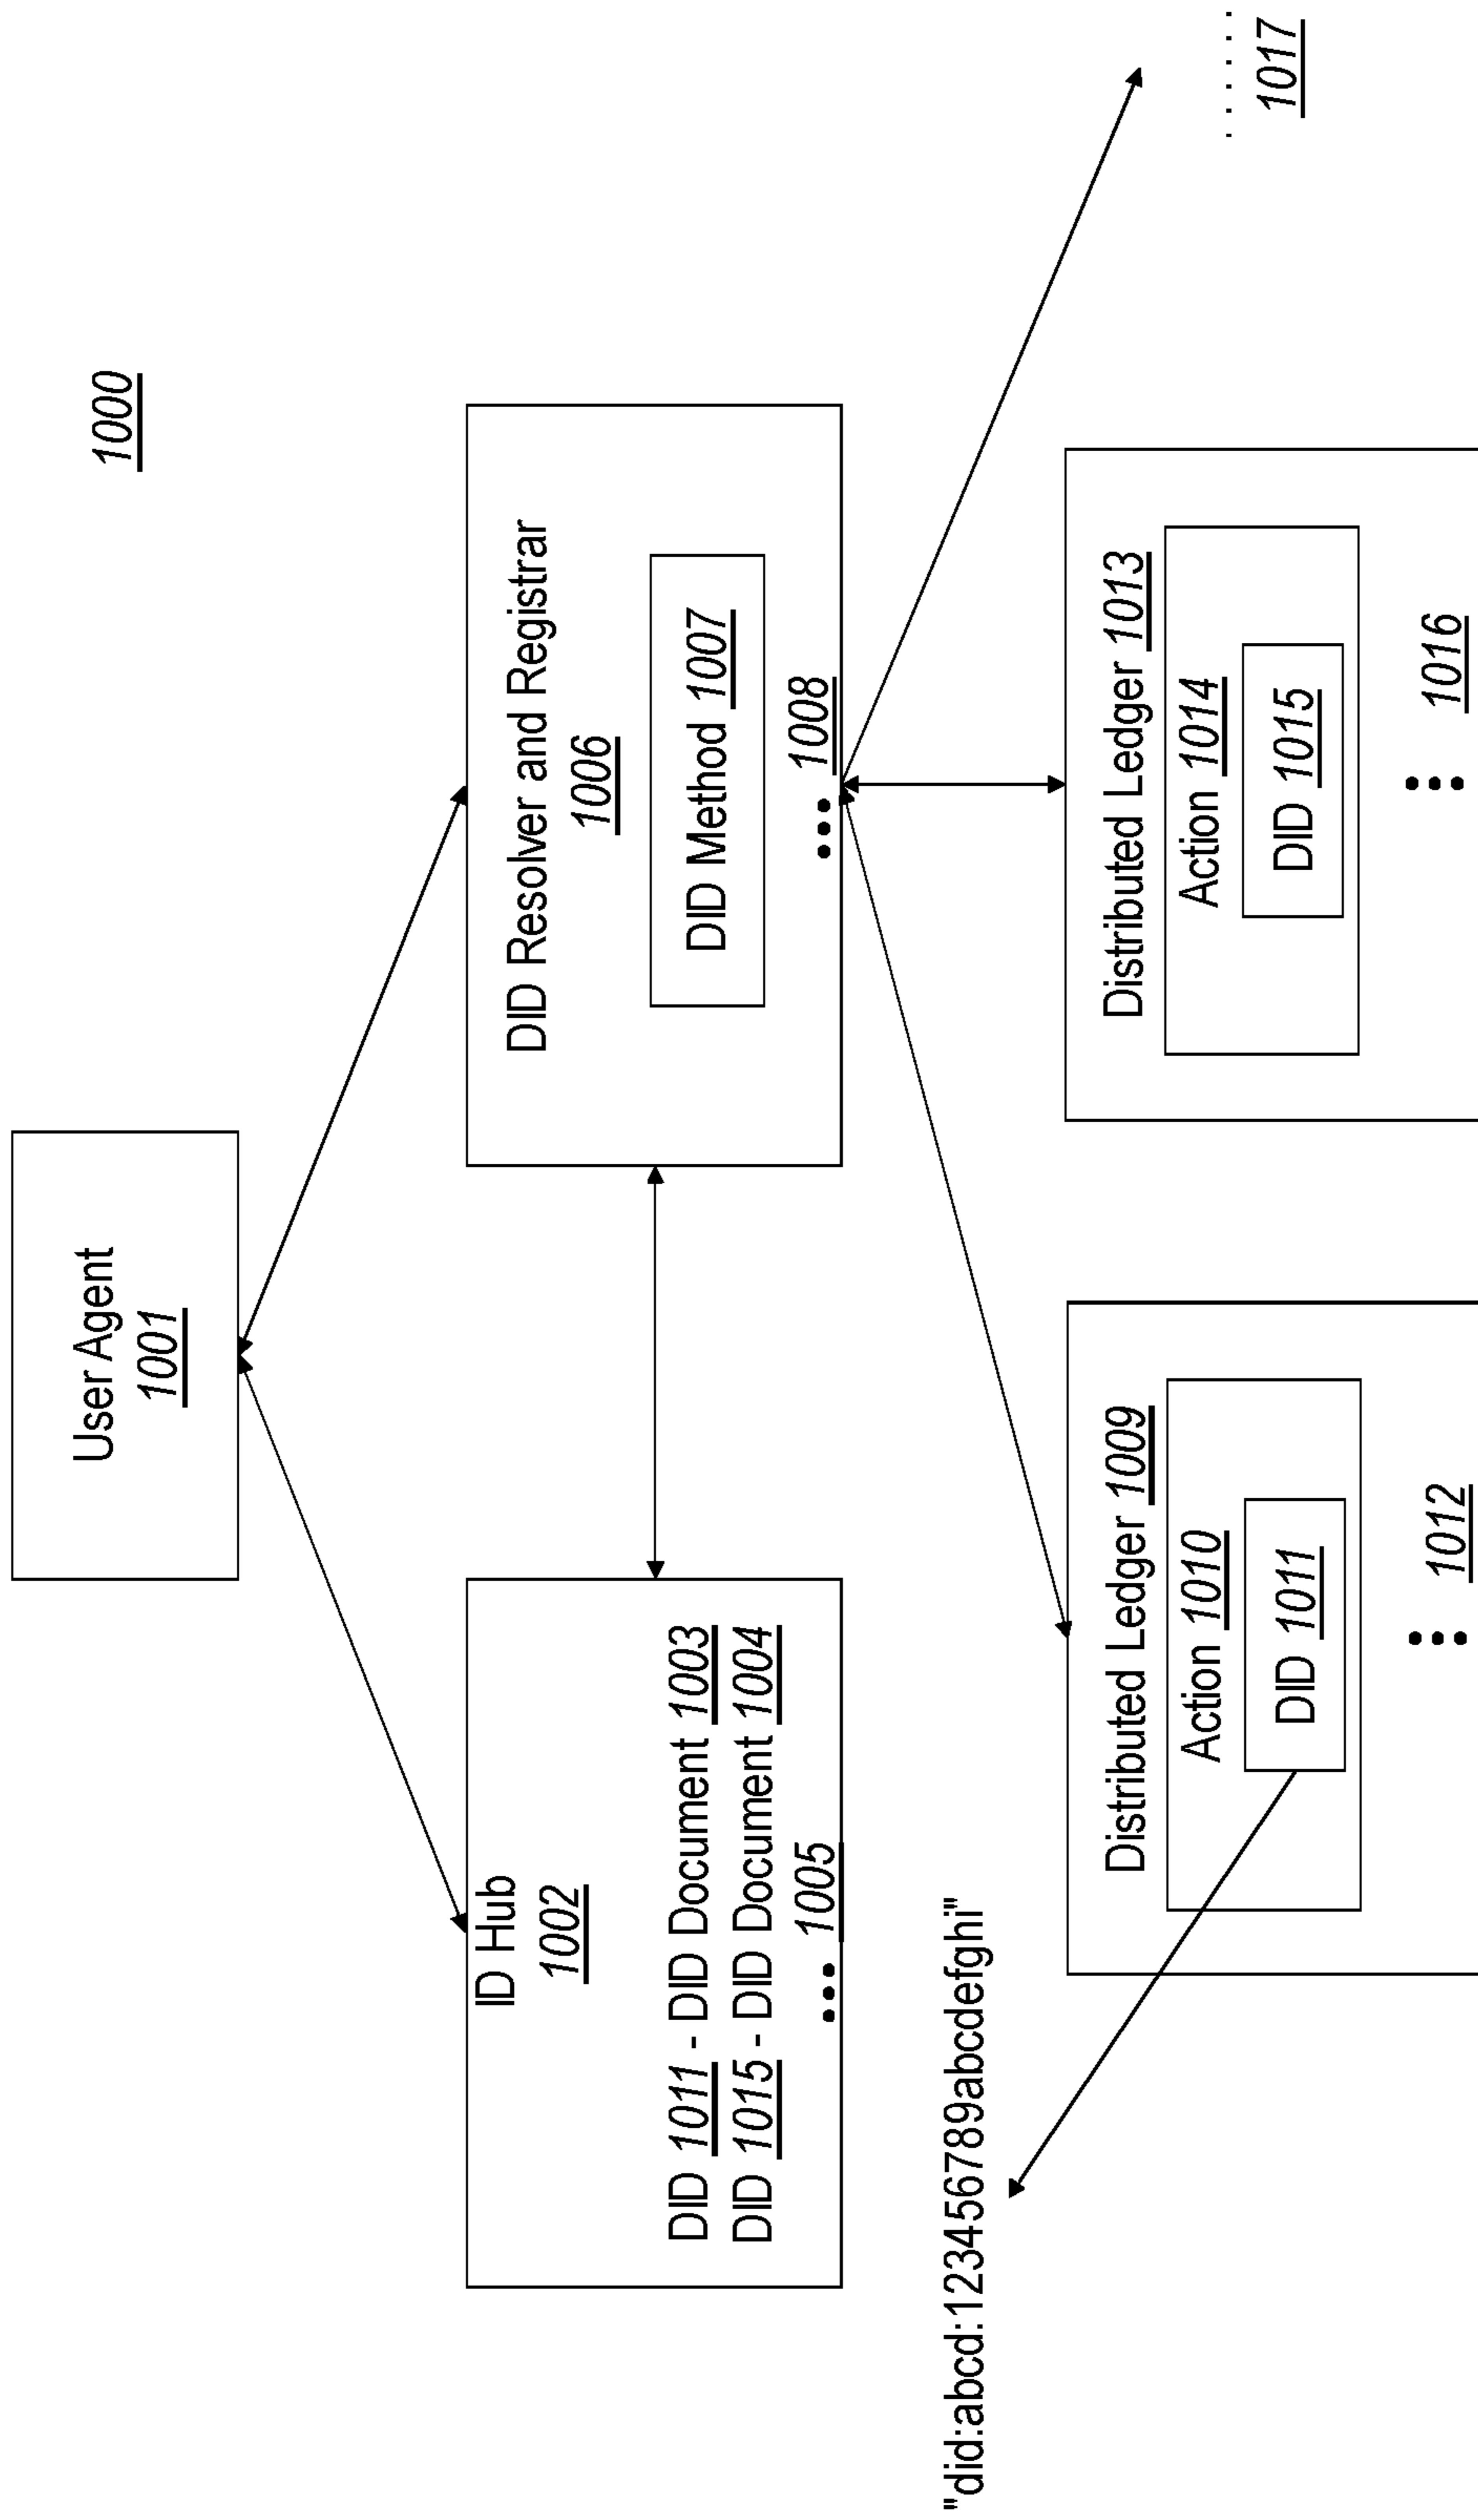 1000
User Agent
1001
ID Hub
1002
DID 1011 - DID Document 1003
DID 1015 - DID Document 1004
1005
DID Resolver and Registrar
1006
DID Method 1007
1008
"did:abcd:123456789abcdefghi"
Distributed Ledger 1009
Action 1010
DID 1011
1012
Distributed Ledger 1013
Action 1014
DID 1015
1016
......
1017